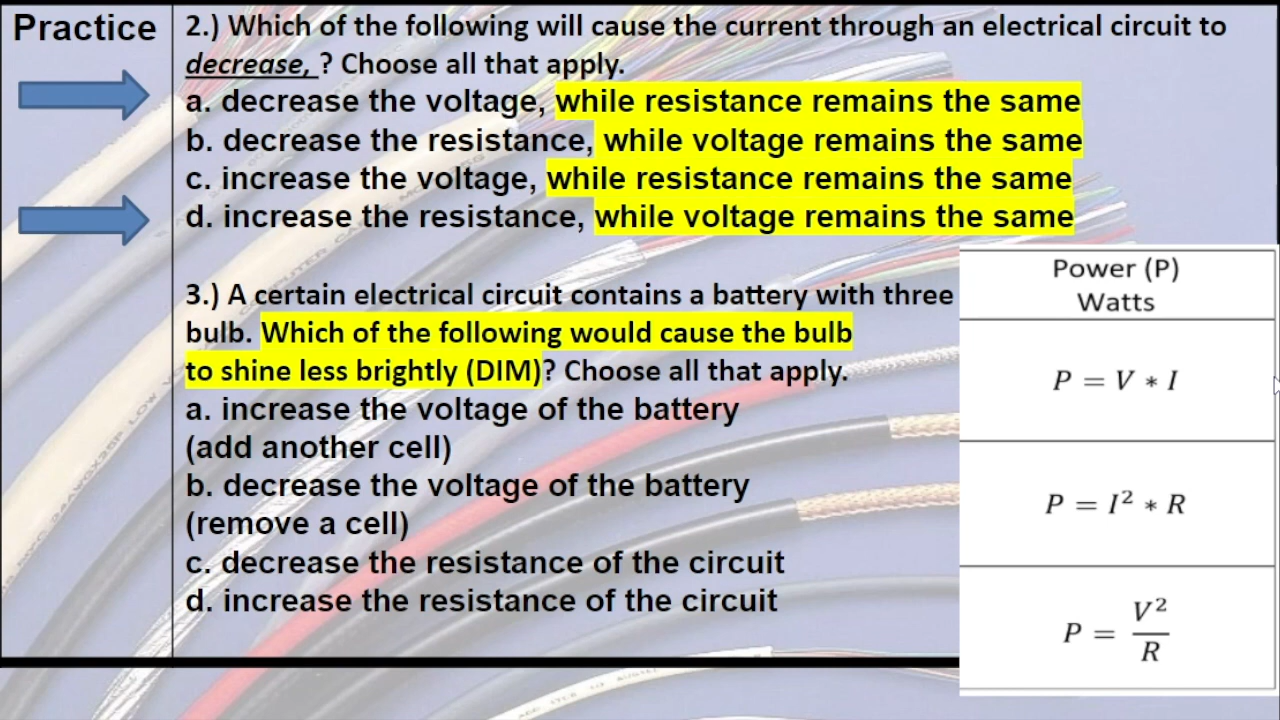 Practice
2.) Which of the following will cause the current through an electrical circuit to
decrease, ? Choose all that apply.
a. decrease the voltage, while resistance remains the same
b. decrease the resistance, while voltage remains the same
c. increase the voltage, while resistance remains the same
d. increase the resistance, while voltage remains the same
3.) A certain electrical circuit contains a battery with three
bulb. Which of the following would cause the bulb
to shine less brightly (DIM)? Choose all that apply.
a. increase the voltage of the battery
(add another cell)
b. decrease the voltage of the battery
(remove a cell)
c. decrease the resistance of the circuit
d. increase the resistance of the circuit
Power (P)
Watts
P = V * I
P = I² * R
P = V² / R